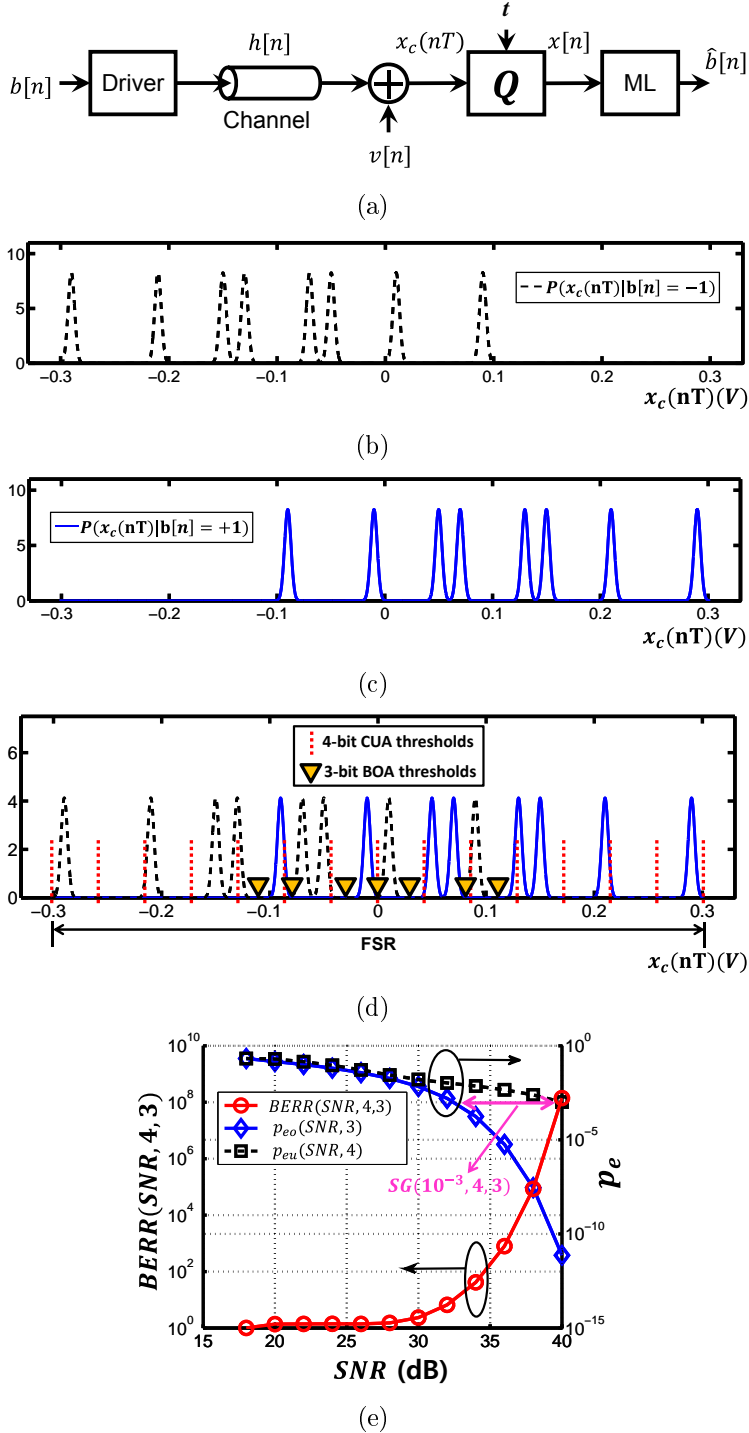 t
h[n]
x_c(nT)
x[n]
b[n]
Driver
Q
ML
b̂[n]
Channel
v[n]
(a)
10
5
0
P(x_c(nT)|b[n] = −1)
−0.3 −0.2 −0.1 0 0.1 0.2 0.3
x_c(nT)(V)
(b)
10
5
0
P(x_c(nT)|b[n] = +1)
−0.3 −0.2 −0.1 0 0.1 0.2 0.3
x_c(nT)(V)
(c)
6
4
2
0
4-bit CUA thresholds
3-bit BOA thresholds
−0.3 −0.2 −0.1 0 0.1 0.2 0.3
FSR
x_c(nT)(V)
(d)
10^10
10^8
10^6
10^4
10^2
10^0
BERR(SNR, 4, 3)
BERR(SNR, 4,3)
p_eo(SNR, 3)
p_eu(SNR, 4)
SG(10^−3, 4, 3)
10^0
10^−5
10^−10
10^−15
p_e
15 20 25 30 35 40
SNR (dB)
(e)